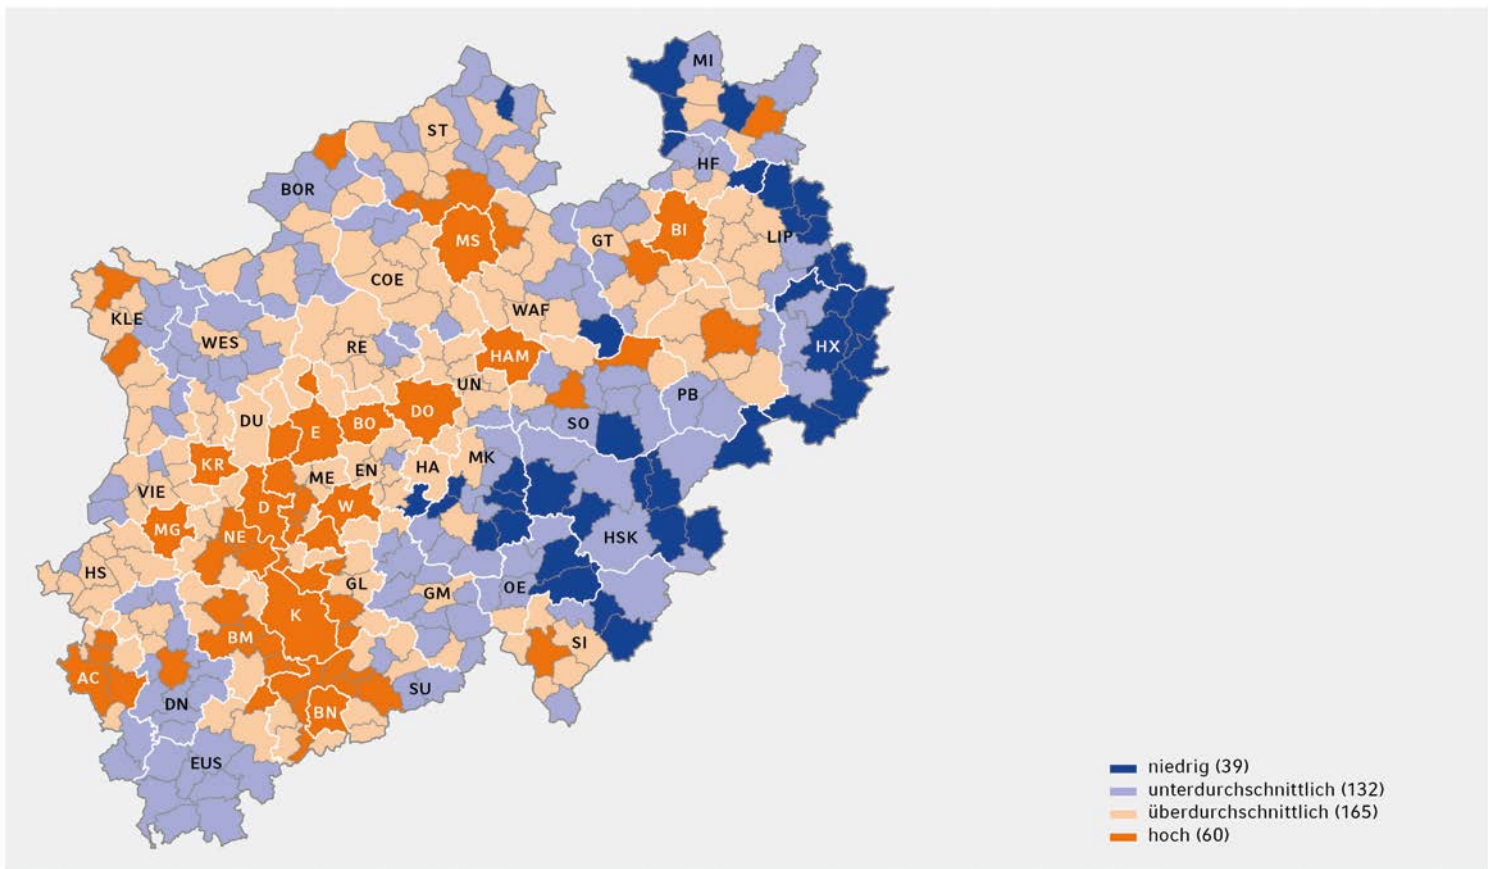 MI
ST
HF
BOR
LIP
BI
GT
MS
COE
WAF
KLE
WES
RE
HX
HAM
UN
PB
DO
DU
BO
SO
E
KR
HA
MK
EN
ME
VIE
D
W
MG
NE
HSK
HS
GL
OE
GM
K
BM
SI
AC
SU
DN
BN
EUS
niedrig (39)
unterdurchschnittlich (132)
überdurchschnittlich (165)
hoch (60)